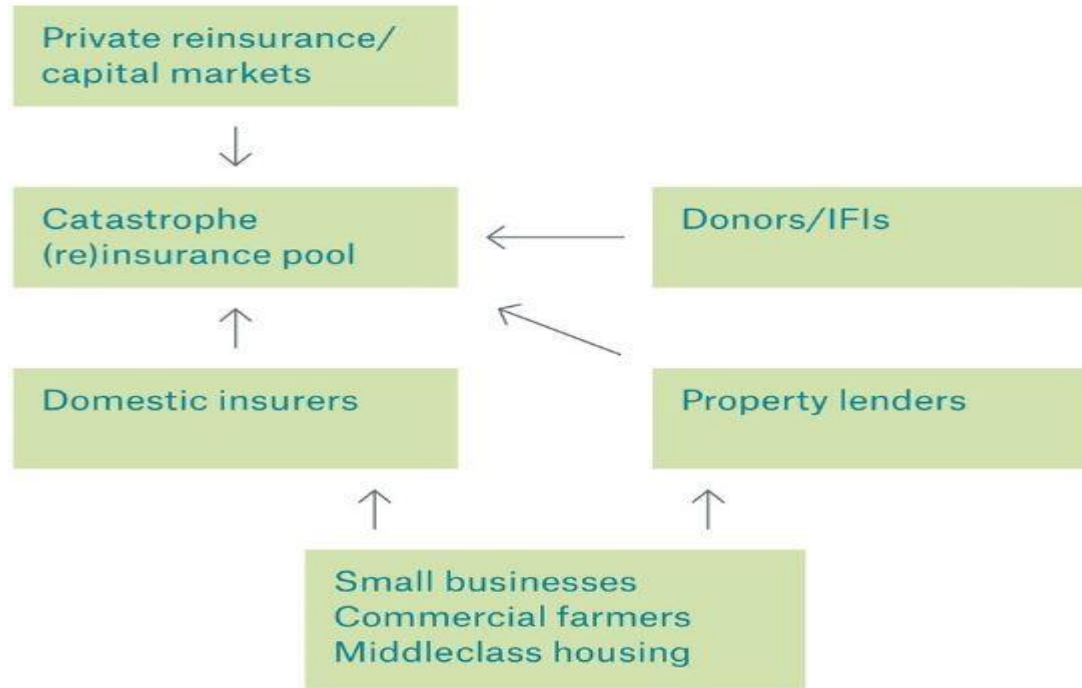 Private reinsurance/
capital markets
Catastrophe
(re)insurance pool
Donors/IFIs
Domestic insurers
Property lenders
Small businesses
Commercial farmers
Middleclass housing